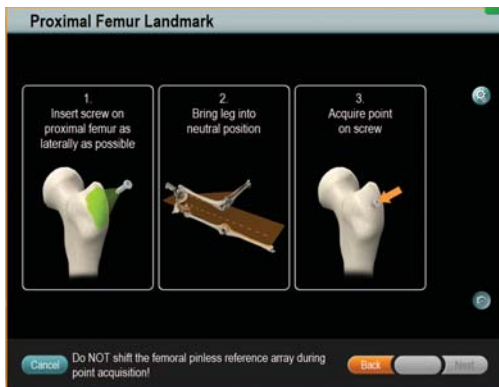 Proximal Femur Landmark
1.
Insert screw on
proximal femur as
laterally as possible
2.
Bring leg into
neutral position
3.
Acquire point
on screw
Cancel
Do NOT shift the femoral pinless reference array during
point acquisition!
Back
Next